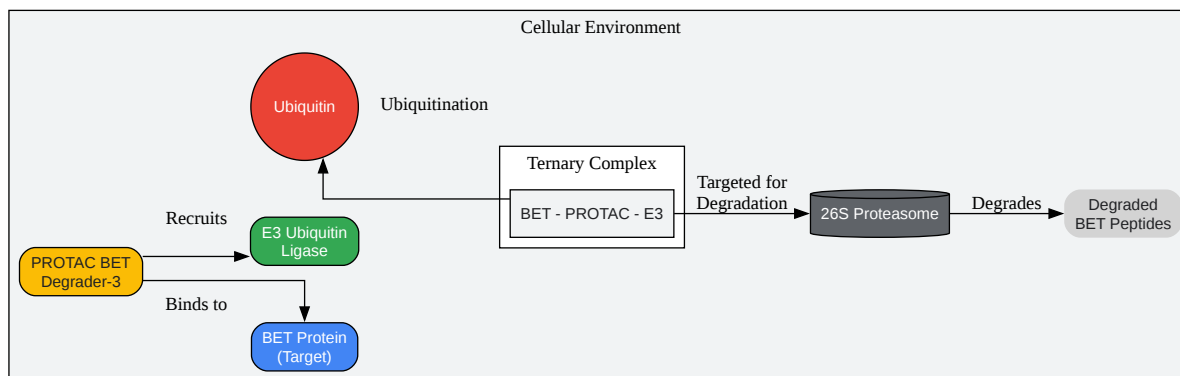 Cellular Environment
Ubiquitin
Ubiquitination
Ternary Complex
BET - PROTAC - E3
Targeted for
Degradation
26S Proteasome
Degrades
Degraded
BET Peptides
Recruits
E3 Ubiquitin
Ligase
PROTAC BET
Degrader-3
Binds to
BET Protein
(Target)